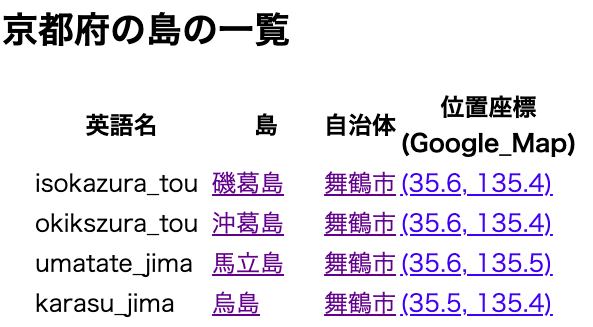 京都府の島の一覧
英語名 島 自治体 位置座標
(Google_Map)
isokazura_tou 磯葛島 舞鶴市 (35.6, 135.4)
okikszura_tou 沖葛島 舞鶴市 (35.6, 135.4)
umatate_jima 馬立島 舞鶴市 (35.6, 135.5)
karasu_jima 烏島 舞鶴市 (35.5, 135.4)